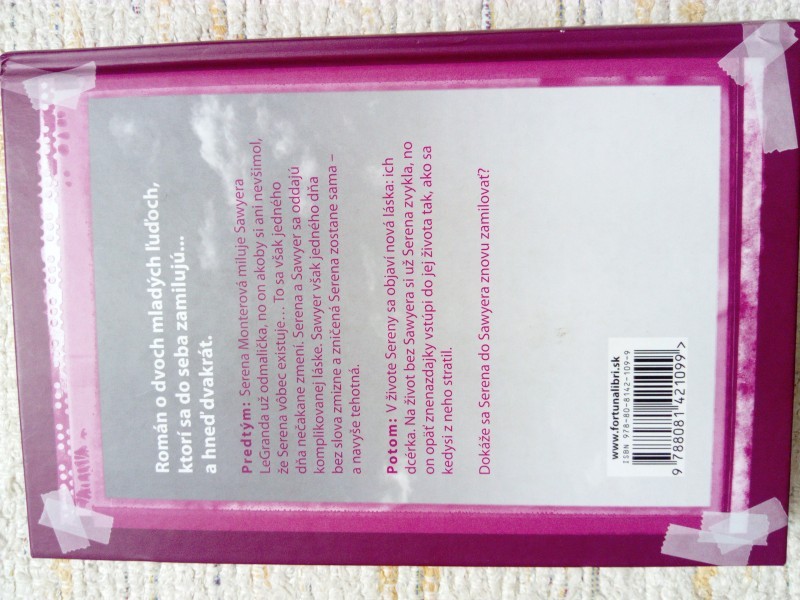 Román o dvoch mladých ľuďoch,
ktorí sa do seba zamilujú...
a hneď dvakrát.
Predtým: Serena Monterová miluje Sawyera
LeGranda už odmalička, no on akoby si ani nevšimol,
že Serena vôbec existuje... To sa však jedného
dňa nečakane zmení. Serena a Sawyer sa oddajú
komplikovanej láske. Sawyer však jedného dňa
bez slova zmizne a zničená Serena zostane sama –
a navyše tehotná.
Potom: V živote Sereny sa objaví nová láska: ich
dcérka. Na život bez Sawyera si už Serena zvykla, no
on opäť znenazdajky vstúpi do jej života tak, ako sa
kedysi z neho stratil.
Dokáže sa Serena do Sawyera znovu zamilovať?
www.fortunalibri.sk
ISBN 978-80-8142-109-9
9 788081 421099 >